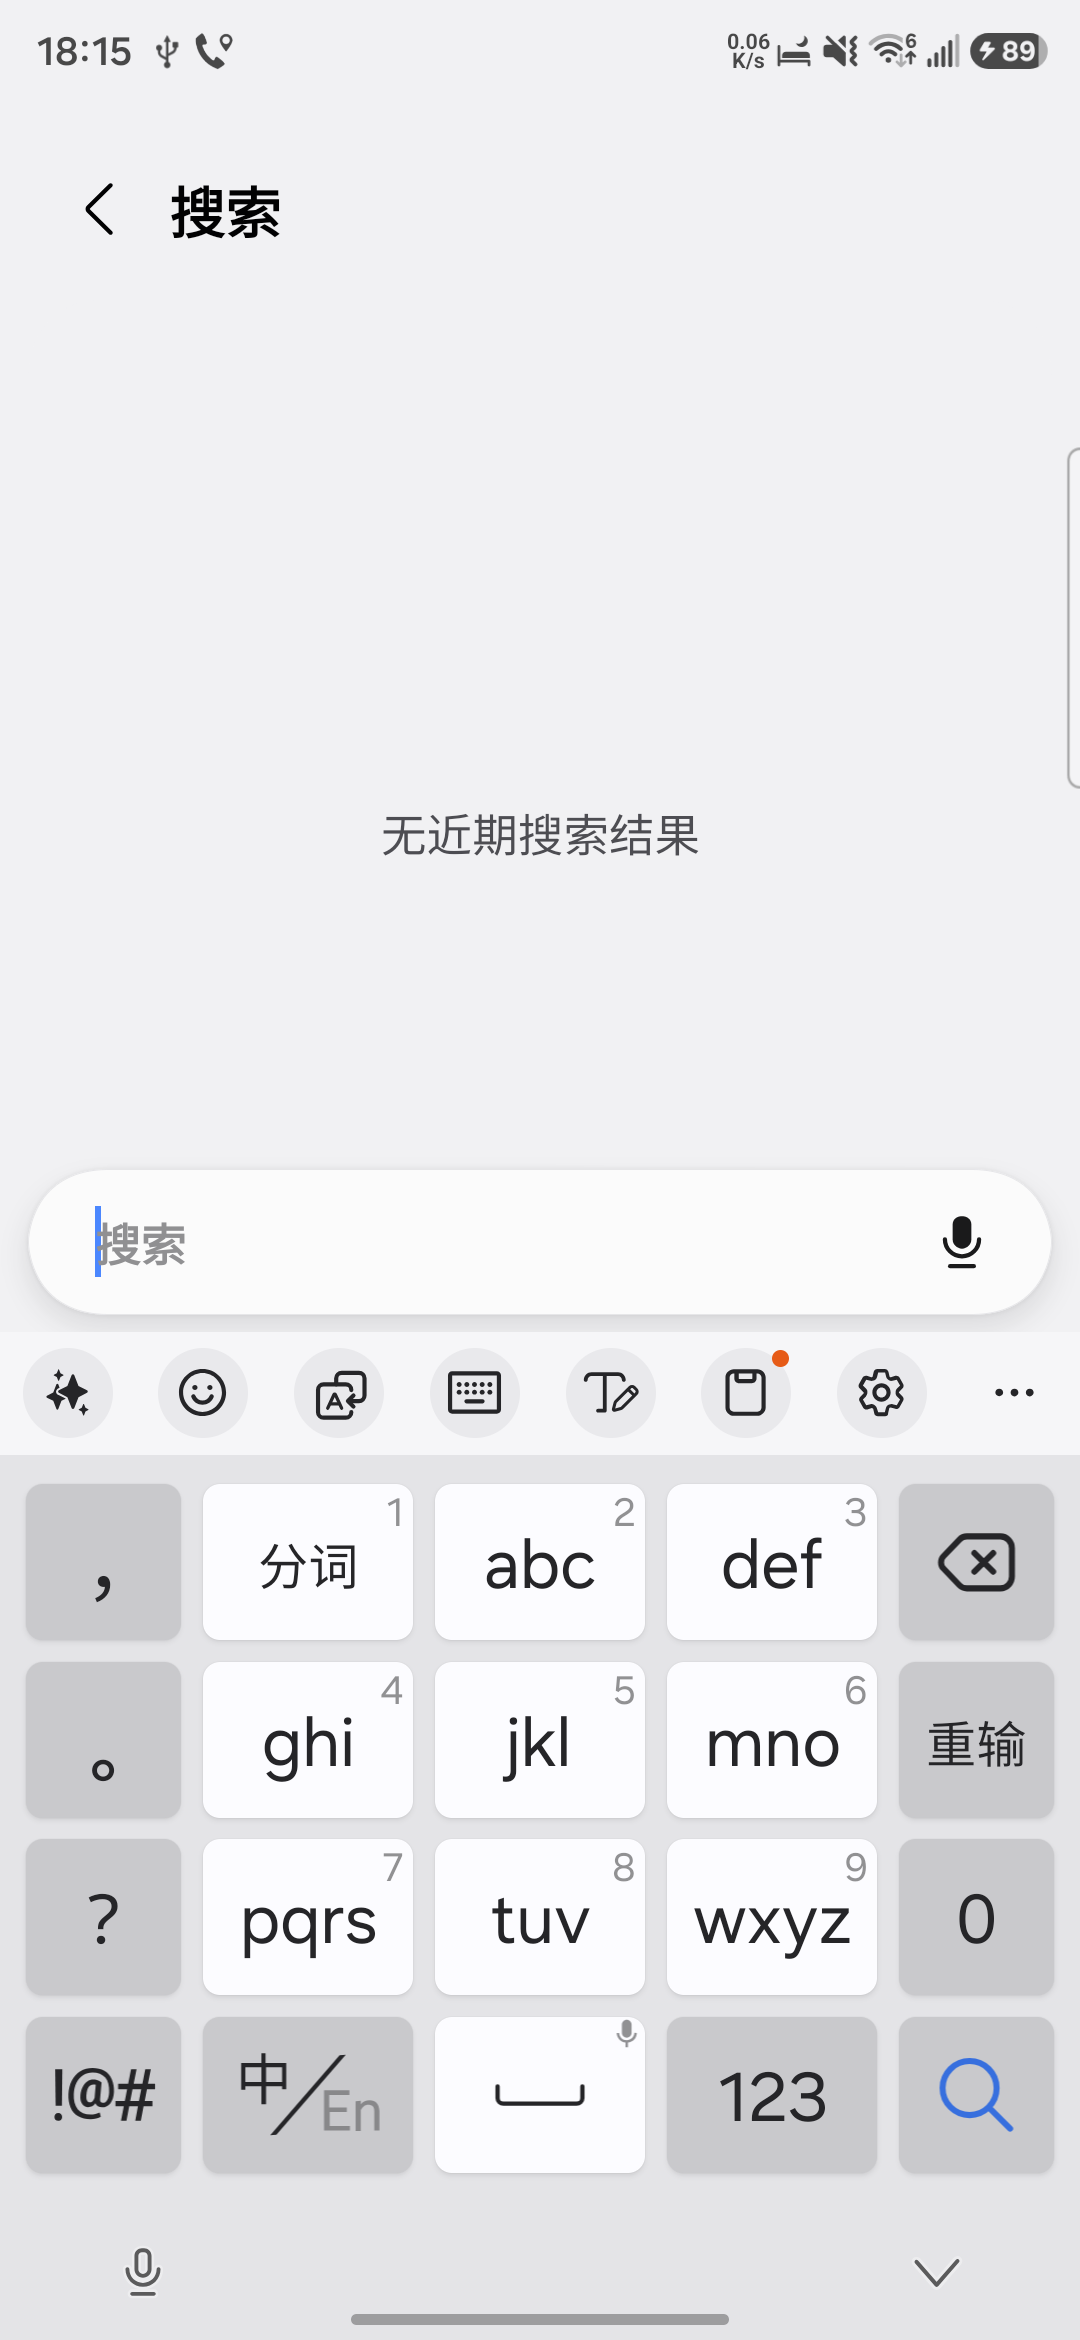 18:15
0.06
K/s
6
89
搜索
无近期搜索结果
搜索
，
分词 1
abc 2
def 3
。
ghi 4
jkl 5
mno 6
重输
?
pqrs 7
tuv 8
wxyz 9
0
!@#
中/En
123